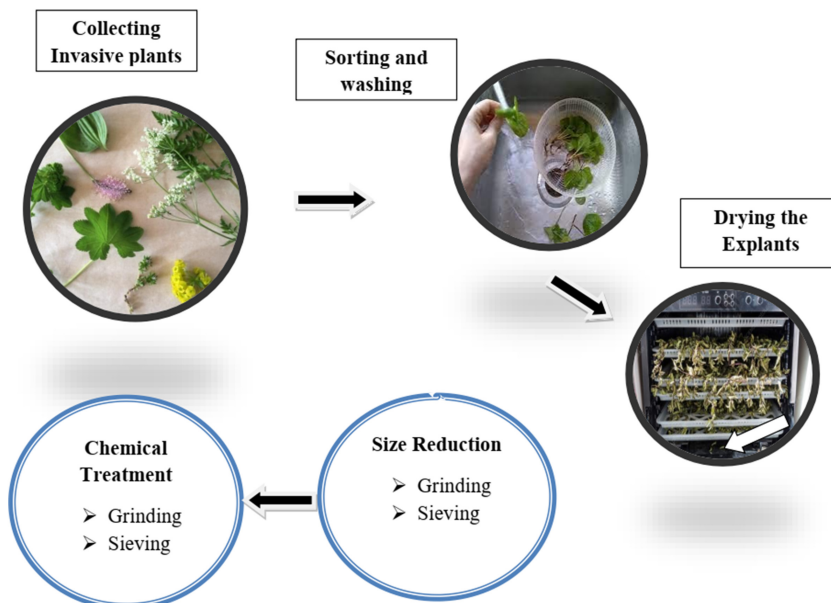 Collecting
Invasive plants
Sorting and
washing
Drying the
Explants
Size Reduction
➢ Grinding
➢ Sieving
Chemical
Treatment
➢ Grinding
➢ Sieving